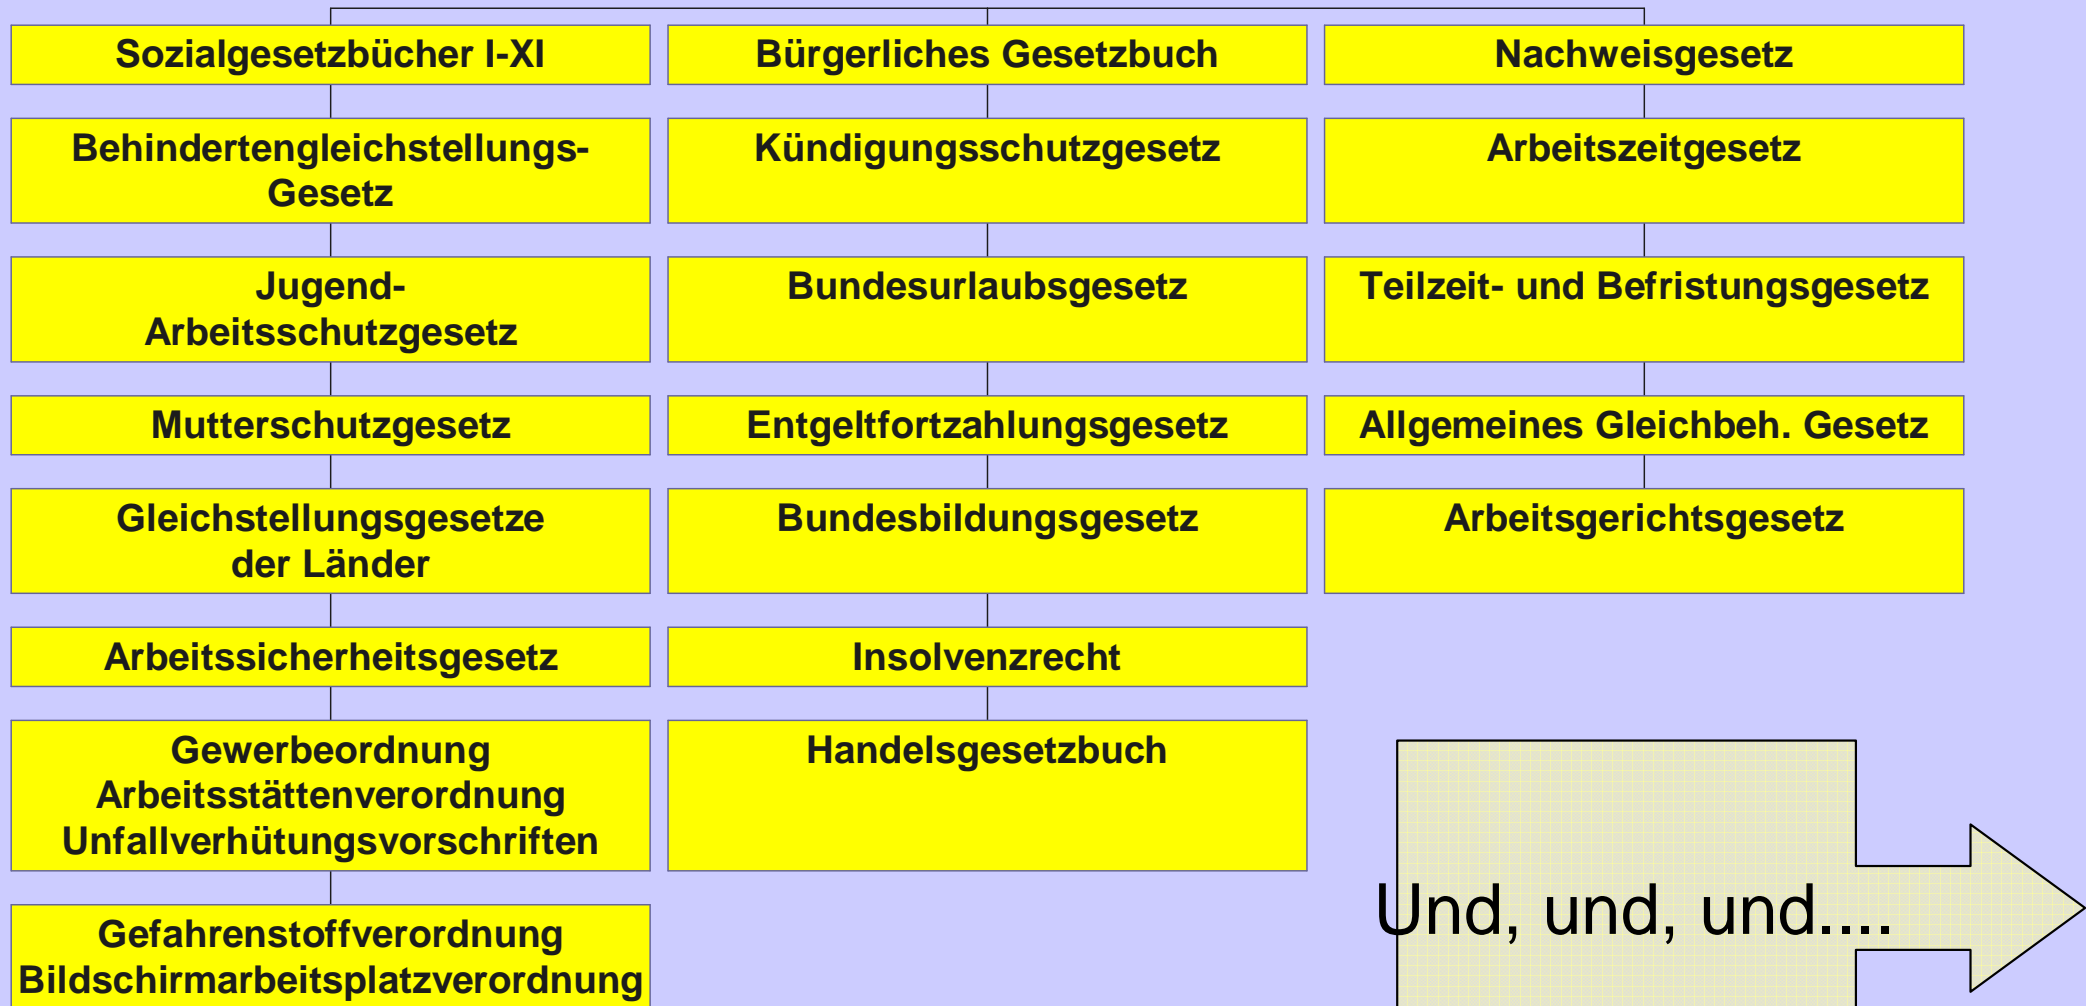 Sozialgesetzbücher I-XI
Behindertengleichstellungs-
Gesetz
Jugend-
Arbeitsschutzgesetz
Mutterschutzgesetz
Gleichstellungsgesetze
der Länder
Arbeitssicherheitsgesetz
Gewerbeordnung
Arbeitsstättenverordnung
Unfallverhütungsvorschriften
Gefahrenstoffverordnung
Bildschirmarbeitsplatzverordnung
Bürgerliches Gesetzbuch
Kündigungsschutzgesetz
Bundesurlaubsgesetz
Entgeltfortzahlungsgesetz
Bundesbildungsgesetz
Insolvenzrecht
Handelsgesetzbuch
Nachweisgesetz
Arbeitszeitgesetz
Teilzeit- und Befristungsgesetz
Allgemeines Gleichbeh. Gesetz
Arbeitsgerichtsgesetz
Und, und, und....